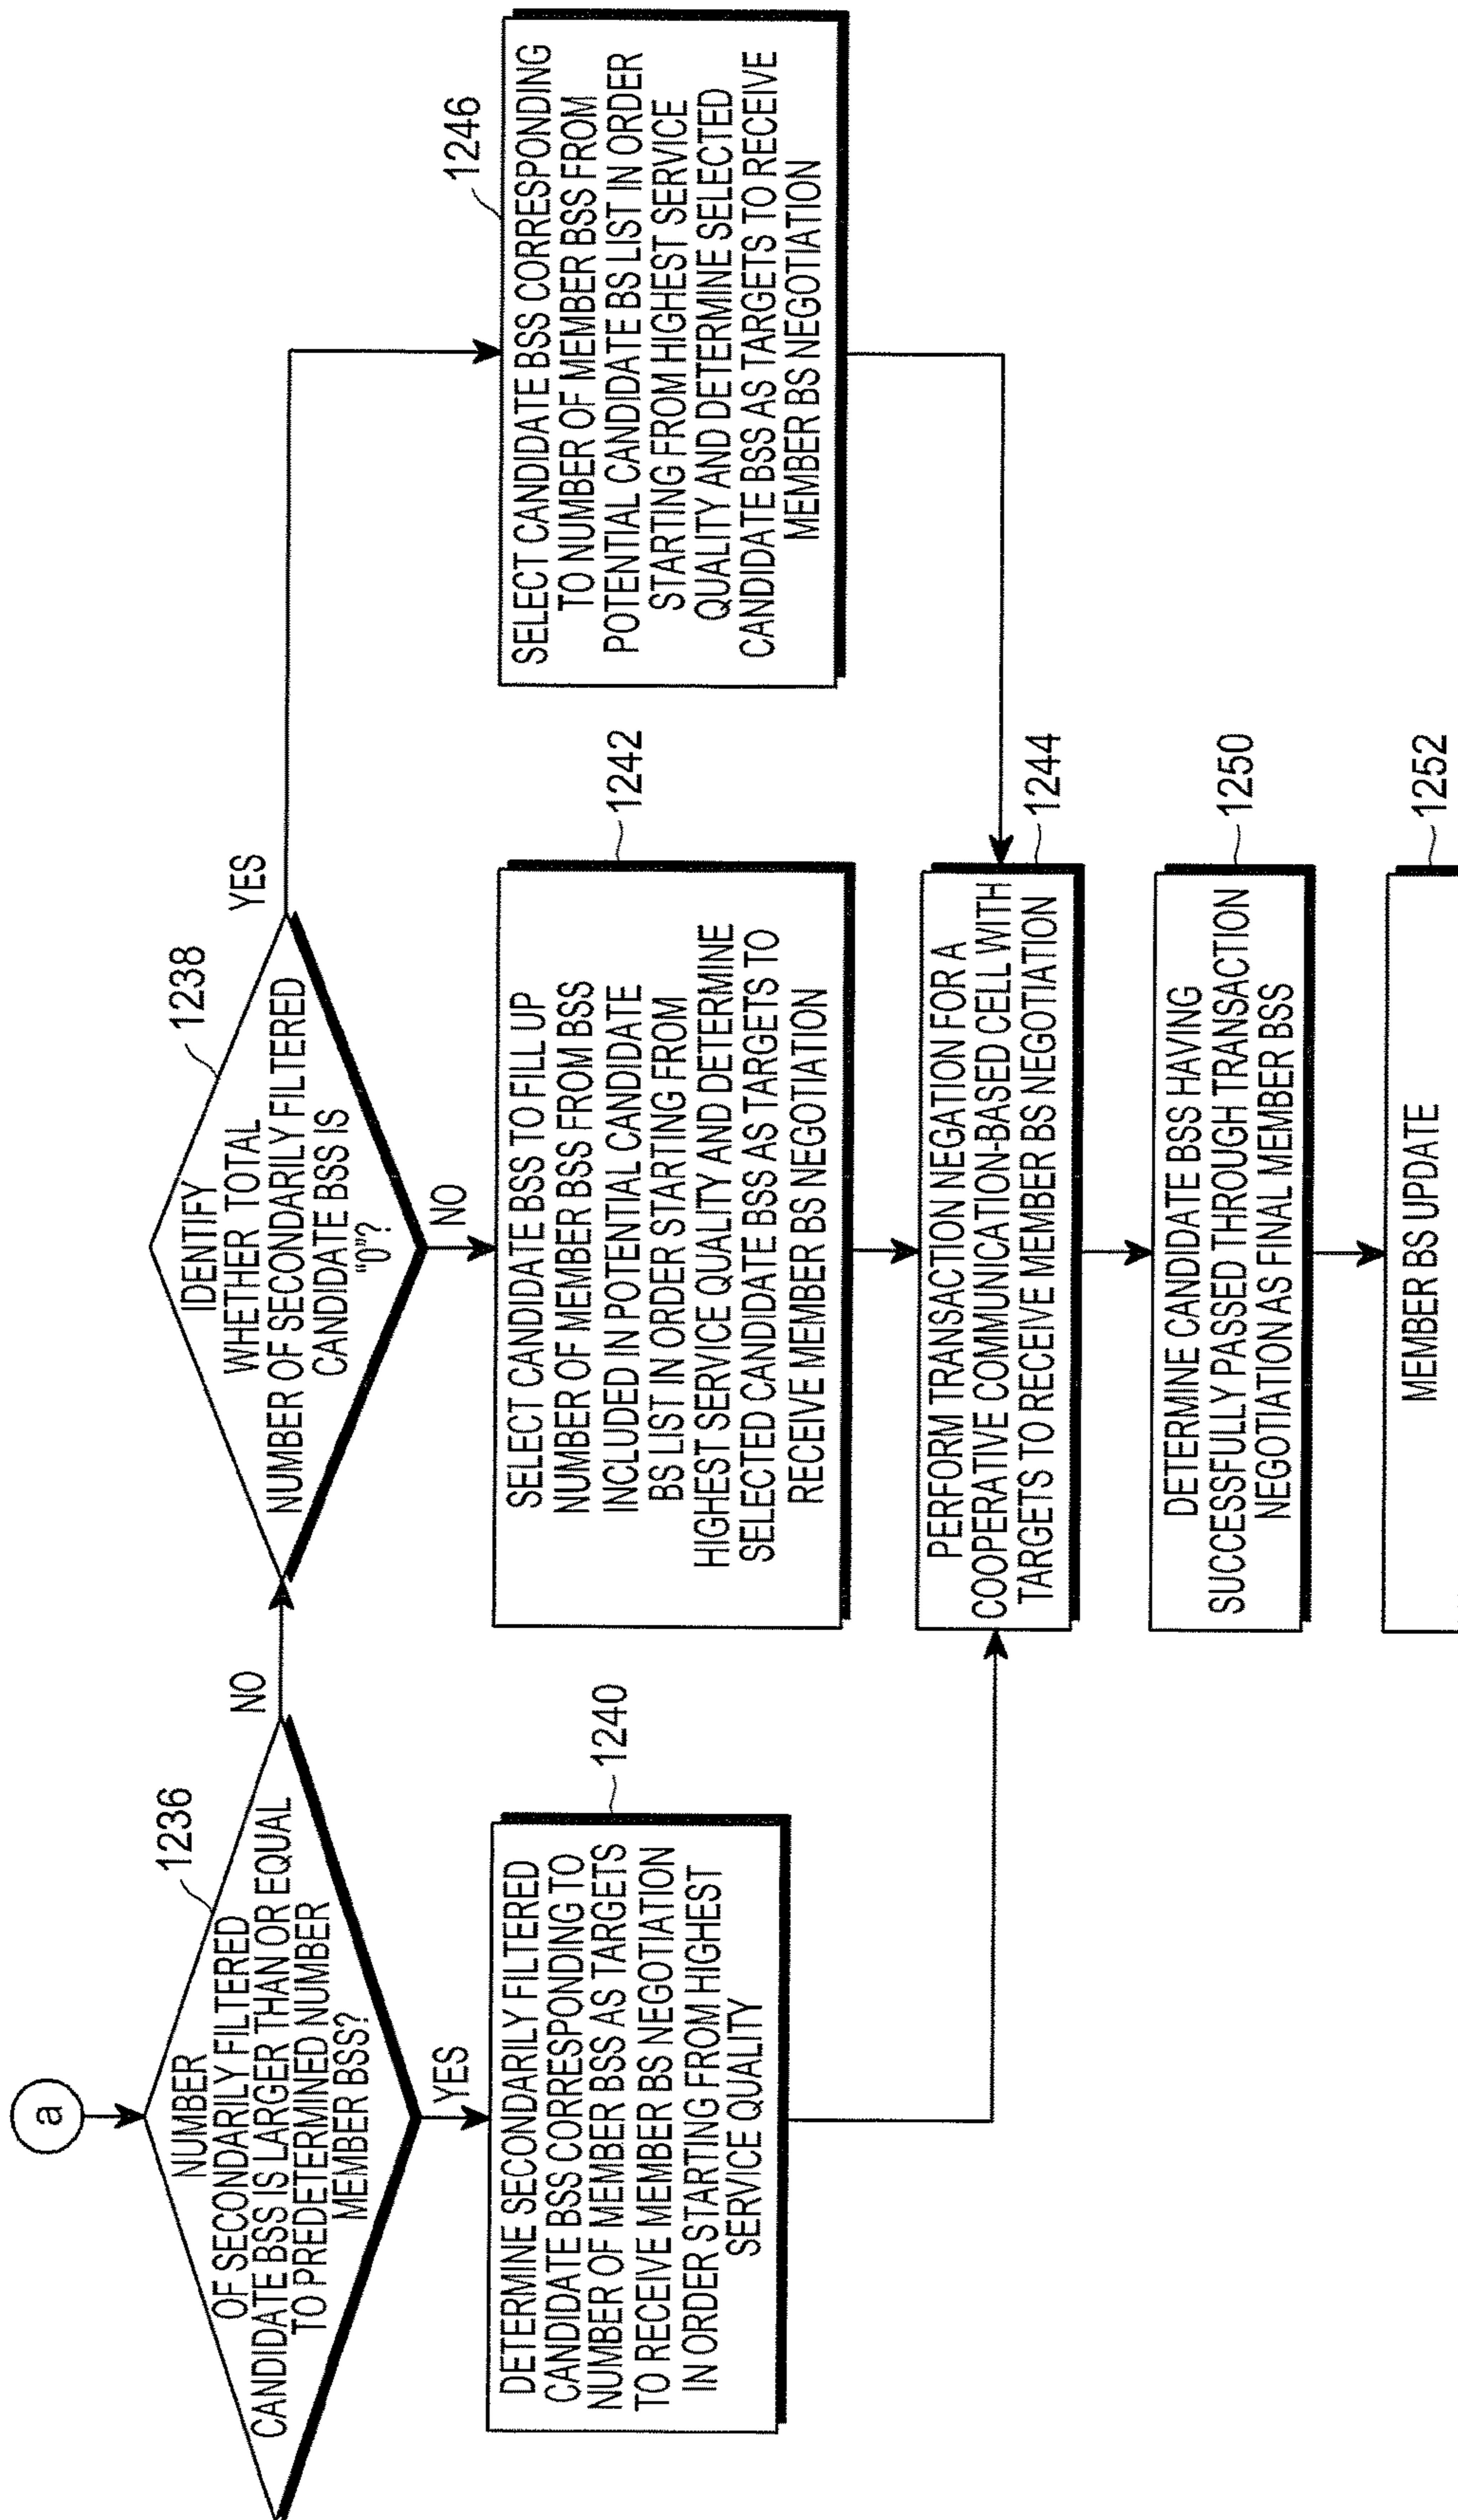 a
1236
NUMBER
OF SECONDARILY FILTERED
CANDIDATE BSS IS LARGER THAN OR EQUAL
TO PREDETERMINED NUMBER
MEMBER BSS?
NO
YES
1238
IDENTIFY
WHETHER TOTAL
NUMBER OF SECONDARILY FILTERED
CANDIDATE BSS IS
"0"?
YES
NO
1240
DETERMINE SECONDARILY FILTERED
CANDIDATE BSS CORRESPONDING TO
NUMBER OF MEMBER BSS AS TARGETS
TO RECEIVE MEMBER BS NEGOTIATION
IN ORDER STARTING FROM HIGHEST
SERVICE QUALITY
1242
SELECT CANDIDATE BSS TO FILL UP
NUMBER OF MEMBER BSS FROM BSS
INCLUDED IN POTENTIAL CANDIDATE
BS LIST IN ORDER STARTING FROM
HIGHEST SERVICE QUALITY AND DETERMINE
SELECTED CANDIDATE BSS AS TARGETS TO
RECEIVE MEMBER BS NEGOTIATION
1246
SELECT CANDIDATE BSS CORRESPONDING
TO NUMBER OF MEMBER BSS FROM
POTENTIAL CANDIDATE BS LIST IN ORDER
STARTING FROM HIGHEST SERVICE
QUALITY AND DETERMINE SELECTED
CANDIDATE BSS AS TARGETS TO RECEIVE
MEMBER BS NEGOTIATION
1244
PERFORM TRANSACTION NEGATION FOR A
COOPERATIVE COMMUNICATION-BASED CELL WITH
TARGETS TO RECEIVE MEMBER BS NEGOTIATION
1250
DETERMINE CANDIDATE BSS HAVING
SUCCESSFULLY PASSED THROUGH TRANSACTION
NEGOTIATION AS FINAL MEMBER BSS
1252
MEMBER BS UPDATE